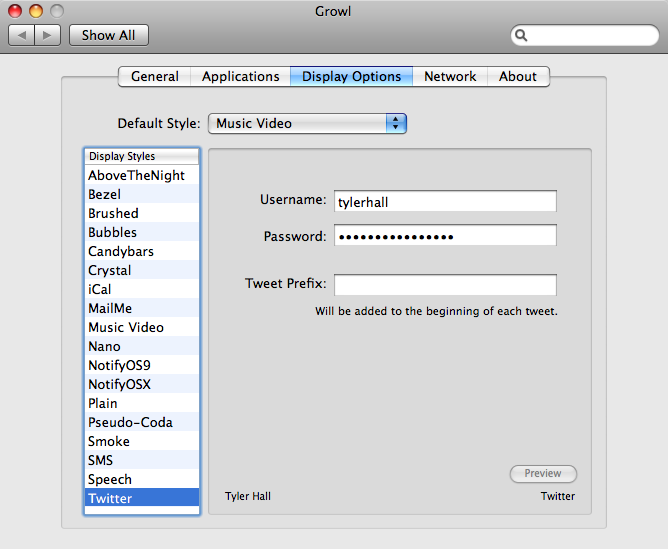 Growl
Show All
General Applications Display Options Network About
Default Style: Music Video
Display Styles
AboveTheNight
Bezel
Brushed
Bubbles
Candybars
Crystal
iCal
MailMe
Music Video
Nano
NotifyOS9
NotifyOSX
Plain
Pseudo-Coda
Smoke
SMS
Speech
Twitter
Username: tylerhall
Password: ••••••••••••••••
Tweet Prefix:
Will be added to the beginning of each tweet.
Preview
Tyler Hall Twitter